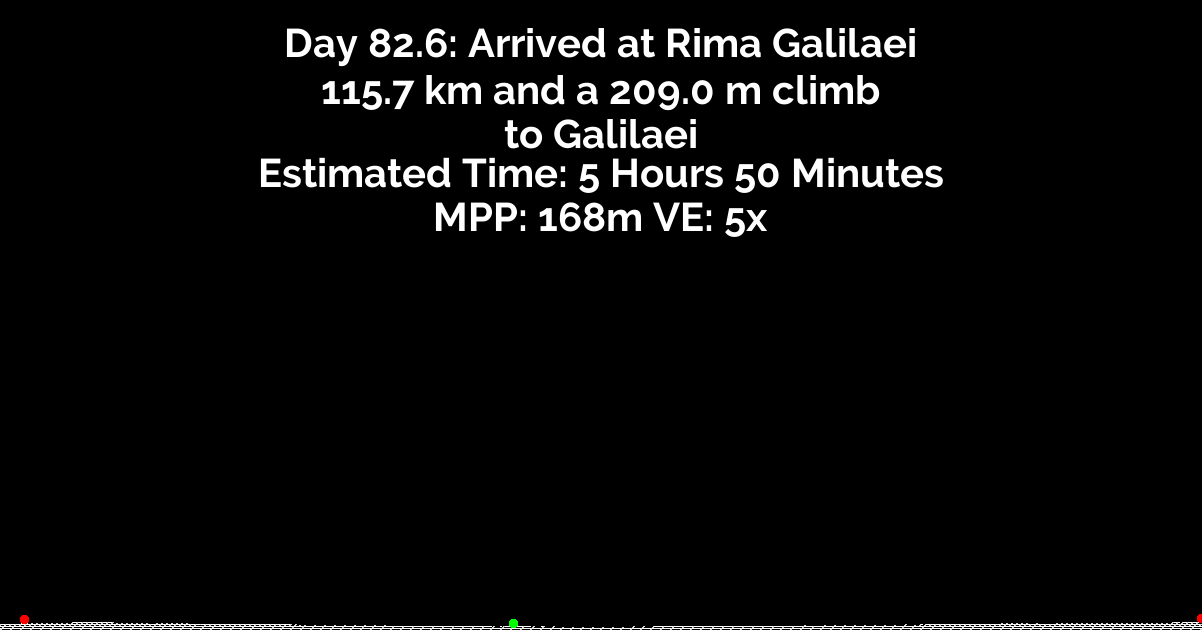 Day 82.6: Arrived at Rima Galilaei
115.7 km and a 209.0 m climb
to Galilaei
Estimated Time: 5 Hours 50 Minutes
MPP: 168m VE: 5x